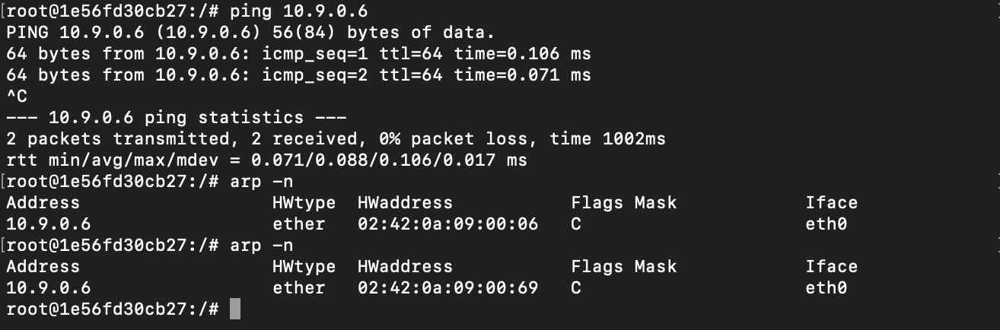 [root@1e56fd30cb27:/# ping 10.9.0.6
PING 10.9.0.6 (10.9.0.6) 56(84) bytes of data.
64 bytes from 10.9.0.6: icmp_seq=1 ttl=64 time=0.106 ms
64 bytes from 10.9.0.6: icmp_seq=2 ttl=64 time=0.071 ms
^C
--- 10.9.0.6 ping statistics ---
2 packets transmitted, 2 received, 0% packet loss, time 1002ms
rtt min/avg/max/mdev = 0.071/0.088/0.106/0.017 ms
[root@1e56fd30cb27:/# arp -n
Address                  HWtype  HWaddress           Flags Mask            Iface
10.9.0.6                 ether   02:42:0a:09:00:06   C                     eth0
[root@1e56fd30cb27:/# arp -n
Address                  HWtype  HWaddress           Flags Mask            Iface
10.9.0.6                 ether   02:42:0a:09:00:69   C                     eth0
root@1e56fd30cb27:/#